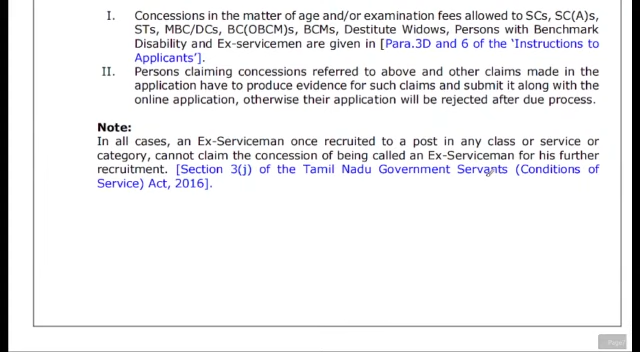 I. Concessions in the matter of age and/or examination fees allowed to SCs, SC(A)s,
STs, MBC/DCs, BC(OBCM)s, BCMs, Destitute Widows, Persons with Benchmark
Disability and Ex-servicemen are given in [Para.3D and 6 of the 'Instructions to
Applicants'].
II. Persons claiming concessions referred to above and other claims made in the
application have to produce evidence for such claims and submit it along with the
online application, otherwise their application will be rejected after due process.
Note:
In all cases, an Ex-Serviceman once recruited to a post in any class or service or
category, cannot claim the concession of being called an Ex-Serviceman for his further
recruitment. [Section 3(j) of the Tamil Nadu Government Servants (Conditions of
Service) Act, 2016].
Page